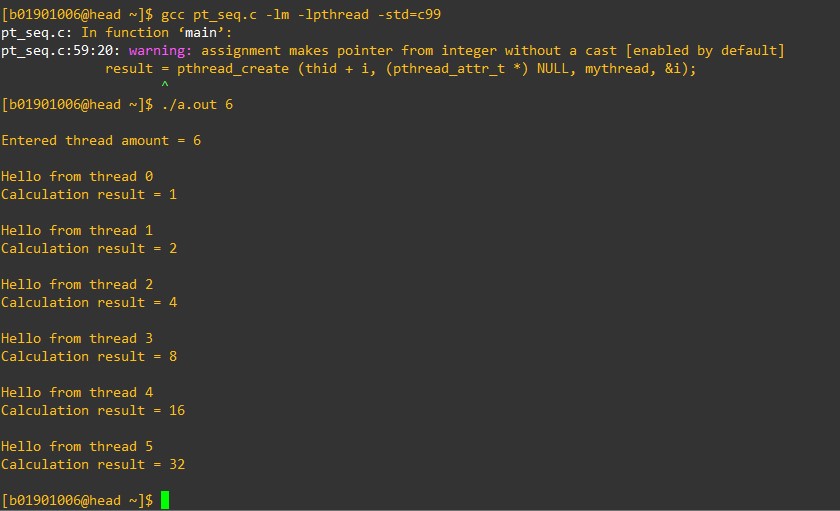 [b01901006@head ~]$ gcc pt_seq.c -lm -lpthread -std=c99
pt_seq.c: In function ‘main’:
pt_seq.c:59:20: warning: assignment makes pointer from integer without a cast [enabled by default]
result = pthread_create (thid + i, (pthread_attr_t *) NULL, mythread, &i);
^
[b01901006@head ~]$ ./a.out 6
Entered thread amount = 6
Hello from thread 0
Calculation result = 1
Hello from thread 1
Calculation result = 2
Hello from thread 2
Calculation result = 4
Hello from thread 3
Calculation result = 8
Hello from thread 4
Calculation result = 16
Hello from thread 5
Calculation result = 32
[b01901006@head ~]$